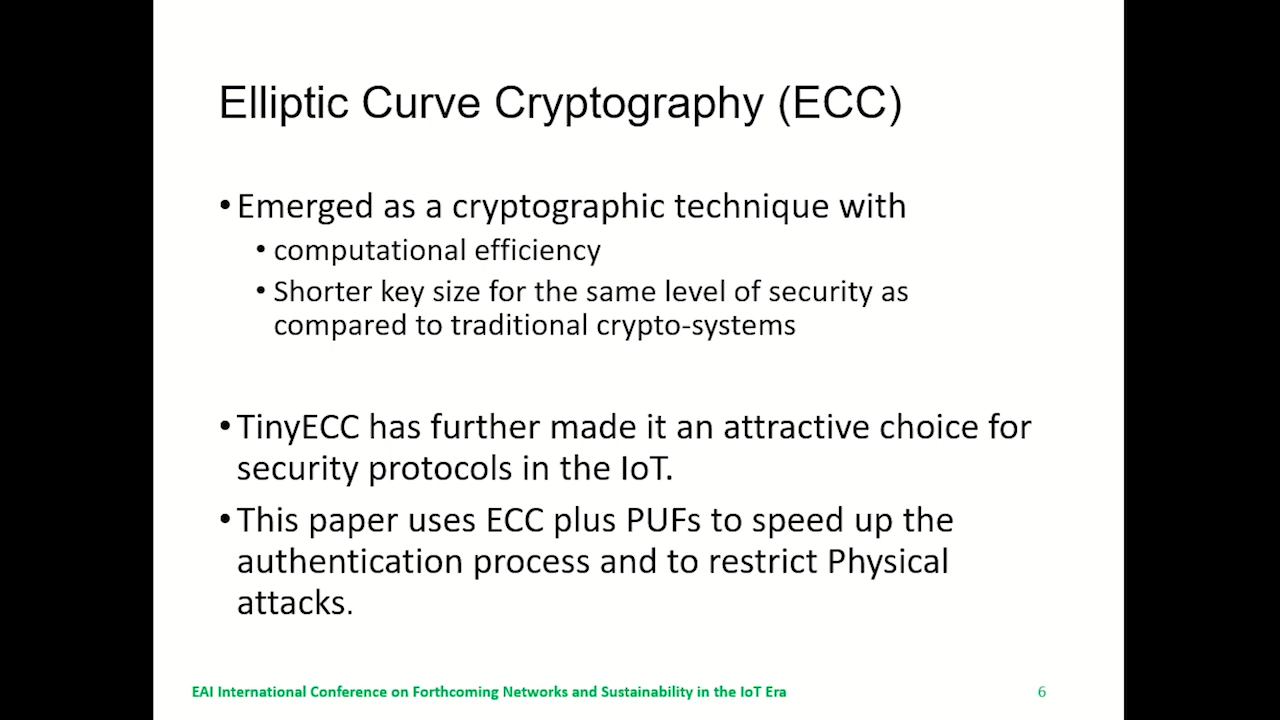 Elliptic Curve Cryptography (ECC)
• Emerged as a cryptographic technique with
• computational efficiency
• Shorter key size for the same level of security as
compared to traditional crypto-systems
• TinyECC has further made it an attractive choice for
security protocols in the IoT.
• This paper uses ECC plus PUFs to speed up the
authentication process and to restrict Physical
attacks.
EAI International Conference on Forthcoming Networks and Sustainability in the IoT Era
6